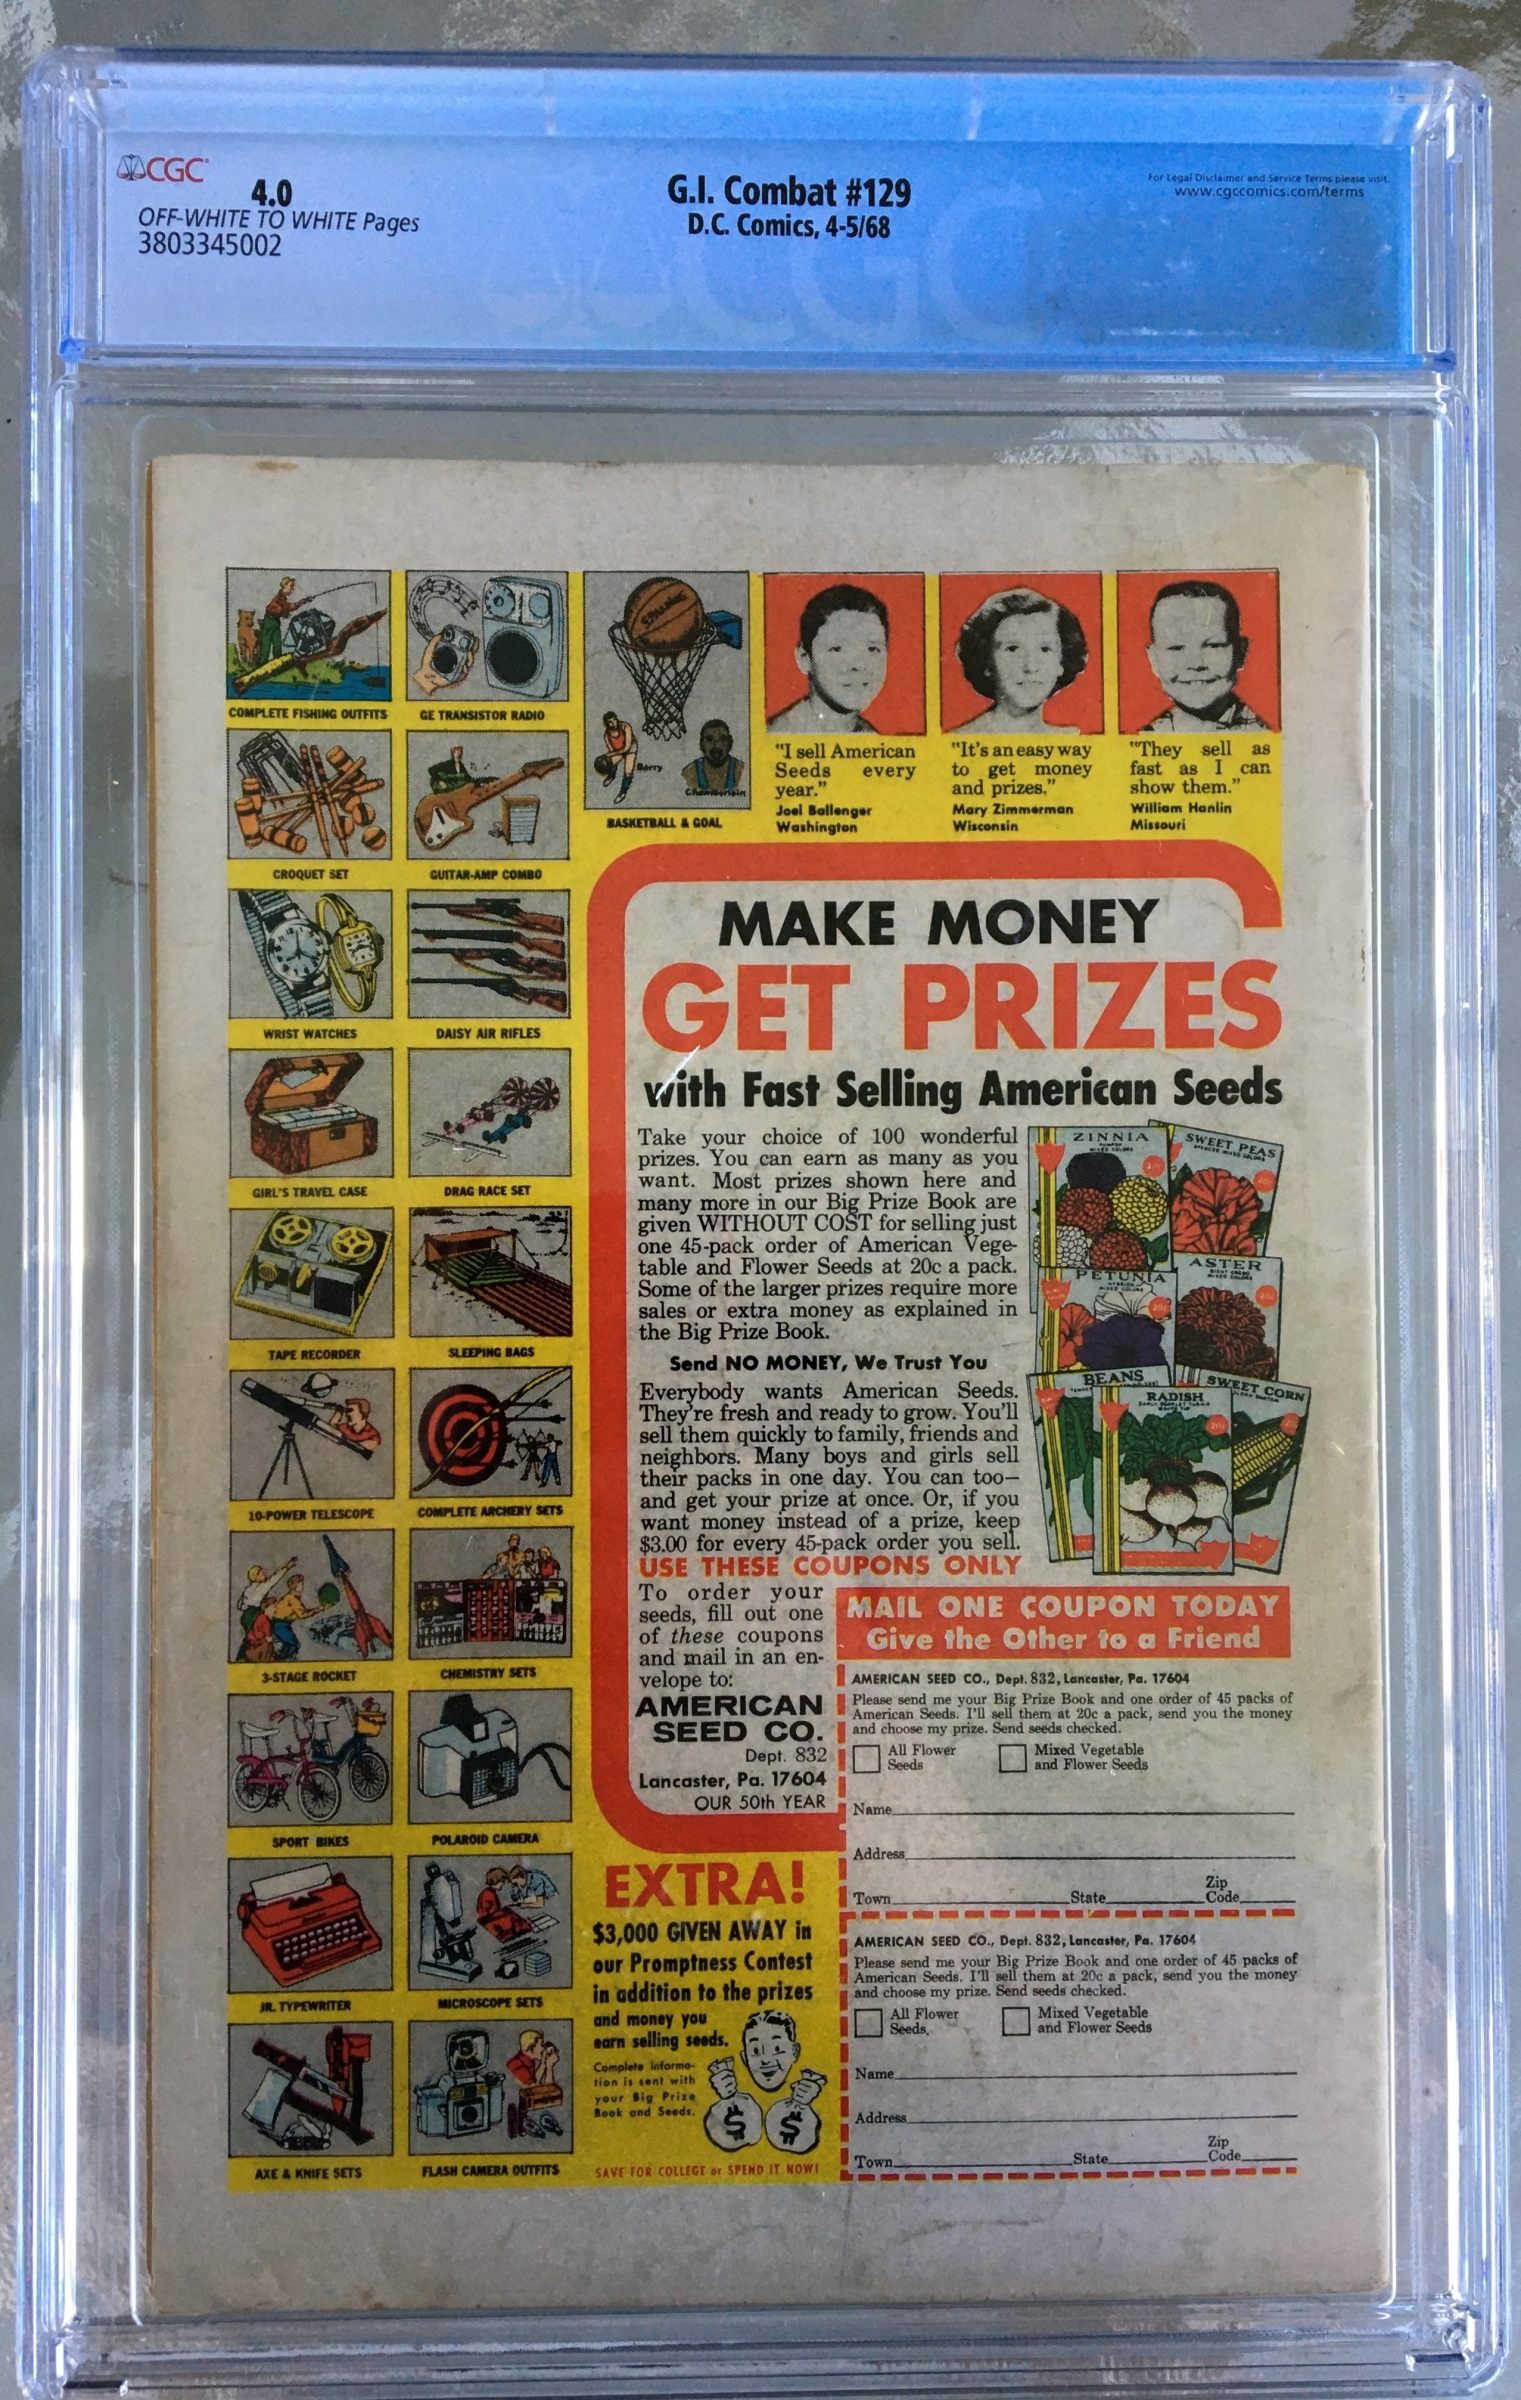 CGC
4.0
OFF-WHITE TO WHITE Pages
3803345002
G.I. Combat #129
D.C. Comics, 4-5/68
For Legal Disclaimer and Service Terms please visit.
www.cgccomics.com/terms
COMPLETE FISHING OUTFITS
GE TRANSISTOR RADIO
SPALDING
Barry
Chamberlain
BASKETBALL & GOAL
CROQUET SET
GUITAR-AMP COMBO
WRIST WATCHES
DAISY AIR RIFLES
GIRL'S TRAVEL CASE
DRAG RACE SET
TAPE RECORDER
SLEEPING BAGS
10-POWER TELESCOPE
COMPLETE ARCHERY SETS
3-STAGE ROCKET
CHEMISTRY SETS
SPORT BIKES
POLAROID CAMERA
JR. TYPEWRITER
MICROSCOPE SETS
AXE & KNIFE SETS
FLASH CAMERA OUTFITS
"I sell American
Seeds every
year."
Joel Ballenger
Washington
"It's an easy way
to get money
and prizes."
Mary Zimmerman
Wisconsin
"They sell as
fast as I can
show them."
William Hanlin
Missouri
MAKE MONEY
GET PRIZES
with Fast Selling American Seeds
Take your choice of 100 wonderful
prizes. You can earn as many as you
want. Most prizes shown here and
many more in our Big Prize Book are
given WITHOUT COST for selling just
one 45-pack order of American Vege-
table and Flower Seeds at 20c a pack.
Some of the larger prizes require more
sales or extra money as explained in
the Big Prize Book.
Send NO MONEY, We Trust You
Everybody wants American Seeds.
They're fresh and ready to grow. You'll
sell them quickly to family, friends and
neighbors. Many boys and girls sell
their packs in one day. You can too—
and get your prize at once. Or, if you
want money instead of a prize, keep
$3.00 for every 45-pack order you sell.
USE THESE COUPONS ONLY
ZINNIA
MIXED COLORS
SWEET PEAS
PETUNIA
MIXED COLORS
20c
ASTER
MIXED COLORS
20c
BEANS
RADISH
20c
SWEET CORN
To order your
seeds, fill out one
of these coupons
and mail in an en-
velope to:
AMERICAN
SEED CO.
Dept. 832
Lancaster, Pa. 17604
OUR 50th YEAR
MAIL ONE COUPON TODAY
Give the Other to a Friend
AMERICAN SEED CO., Dept. 832, Lancaster, Pa. 17604
Please send me your Big Prize Book and one order of 45 packs of
American Seeds. I'll sell them at 20c a pack, send you the money
and choose my prize. Send seeds checked.
All Flower
Seeds
Mixed Vegetable
and Flower Seeds
Name
Address
Town State Zip
Code
AMERICAN SEED CO., Dept. 832, Lancaster, Pa. 17604
Please send me your Big Prize Book and one order of 45 packs of
American Seeds. I'll sell them at 20c a pack, send you the money
and choose my prize. Send seeds checked.
All Flower
Seeds,
Mixed Vegetable
and Flower Seeds
Name
Address
Town State Zip
Code
EXTRA!
$3,000 GIVEN AWAY in
our Promptness Contest
in addition to the prizes
and money you
earn selling seeds.
Complete informa-
tion is sent with
your Big Prize
Book and Seeds.
$ $
SAVE FOR COLLEGE or SPEND IT NOW!